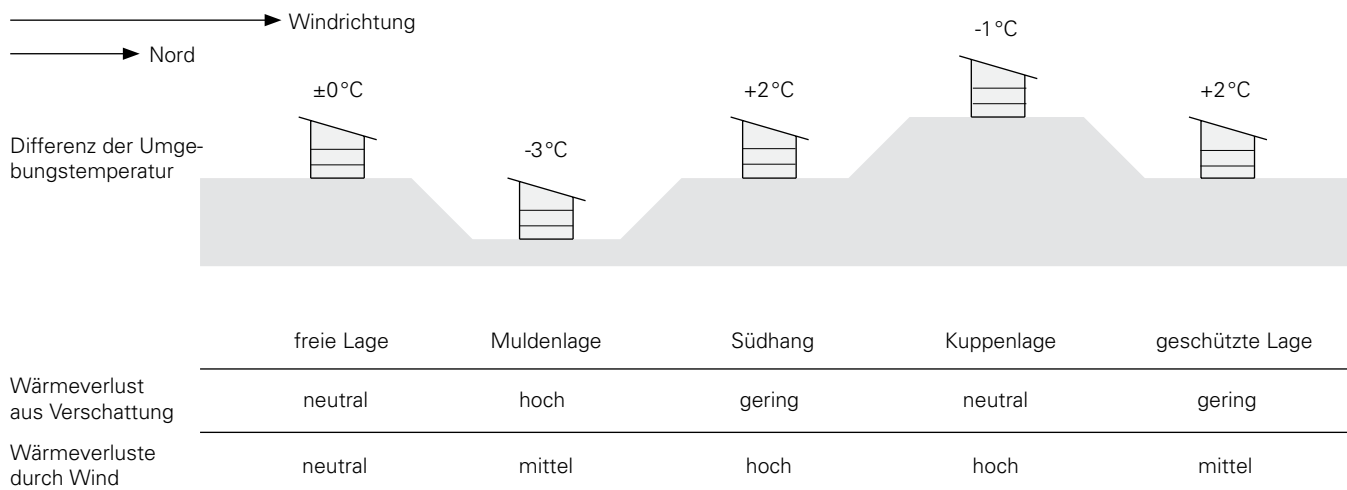 Windrichtung
Nord
-1°C
±0°C
+2°C
+2°C
Differenz der Umge-
bungstemperatur
-3°C
freie Lage Muldenlage Südhang Kuppenlage geschützte Lage
Wärmeverlust
aus Verschattung
neutral hoch gering neutral gering
Wärmeverluste
durch Wind
neutral mittel hoch hoch mittel